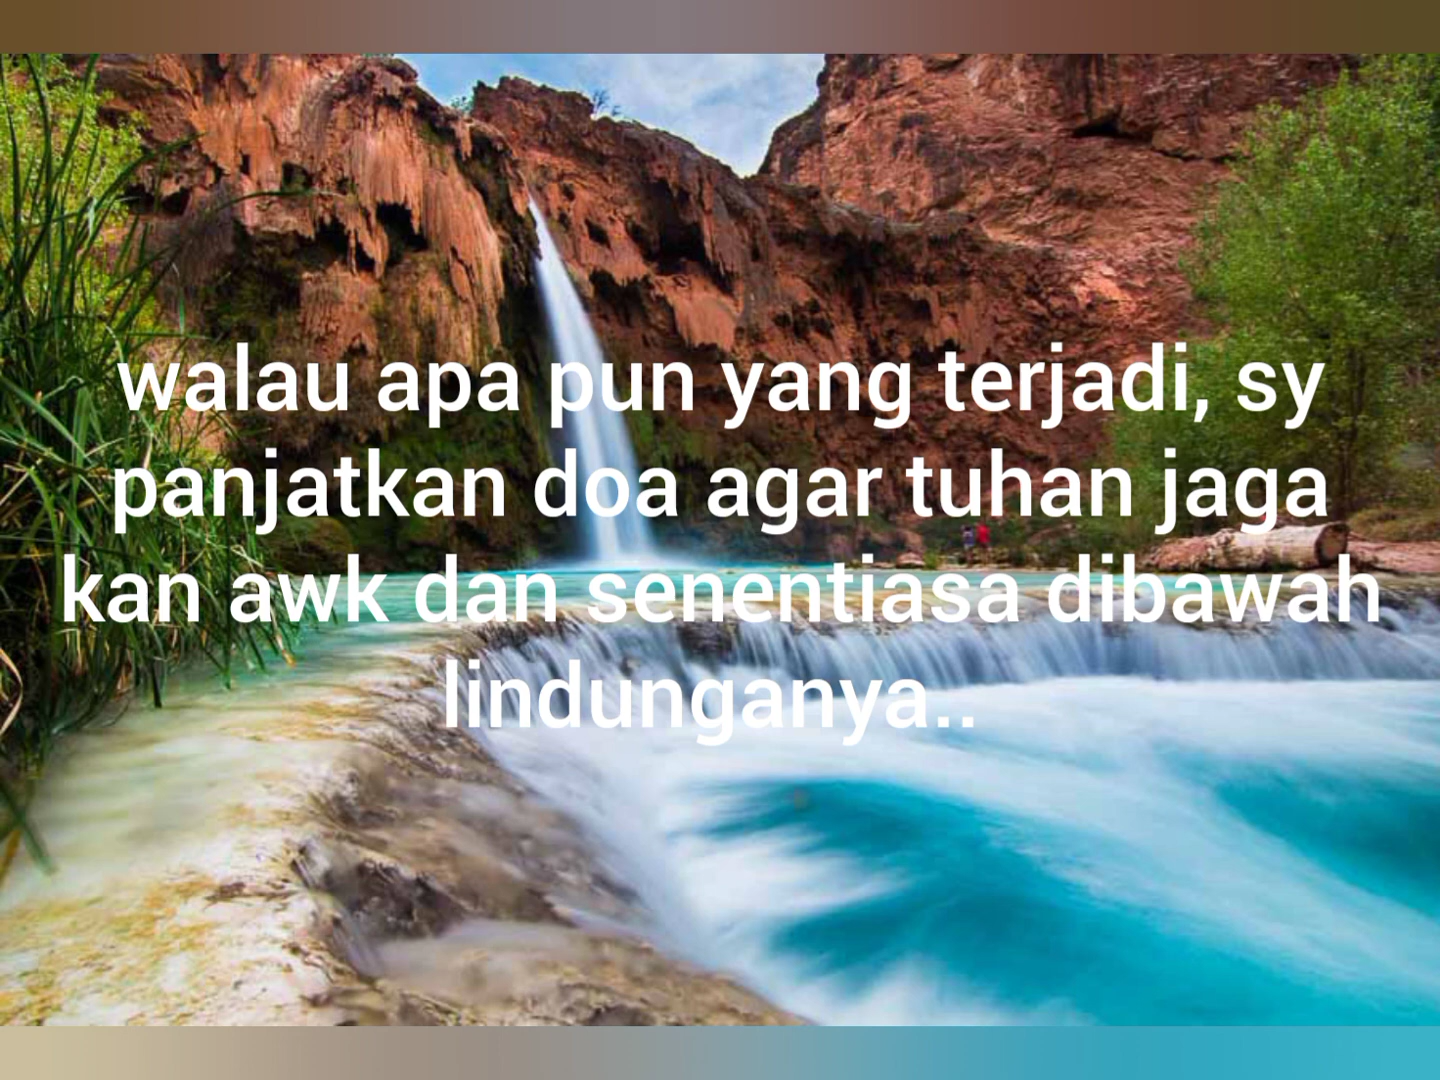 walau apa pun yang terjadi, sy
panjatkan doa agar tuhan jaga
kan awk dan senentiasa dibawah
lindunganya..